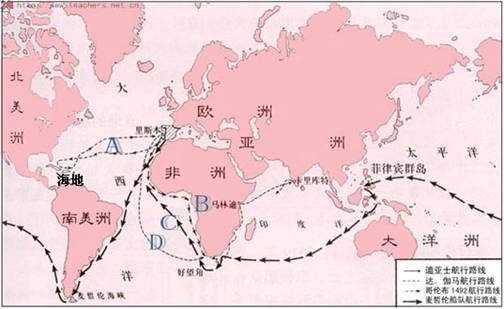 http://www.teachers.net.cn
北美洲
大西洋
欧洲
亚洲
太平洋
里斯本
A
海地
非洲
卡里库特
菲律宾群岛
B
马林迪
南美洲
C
D
印度洋
大洋洲
好望角
麦哲伦海峡
迪亚士航行路线
达、伽马航行路线
哥伦布1492航行路线
麦哲伦船队航行路线